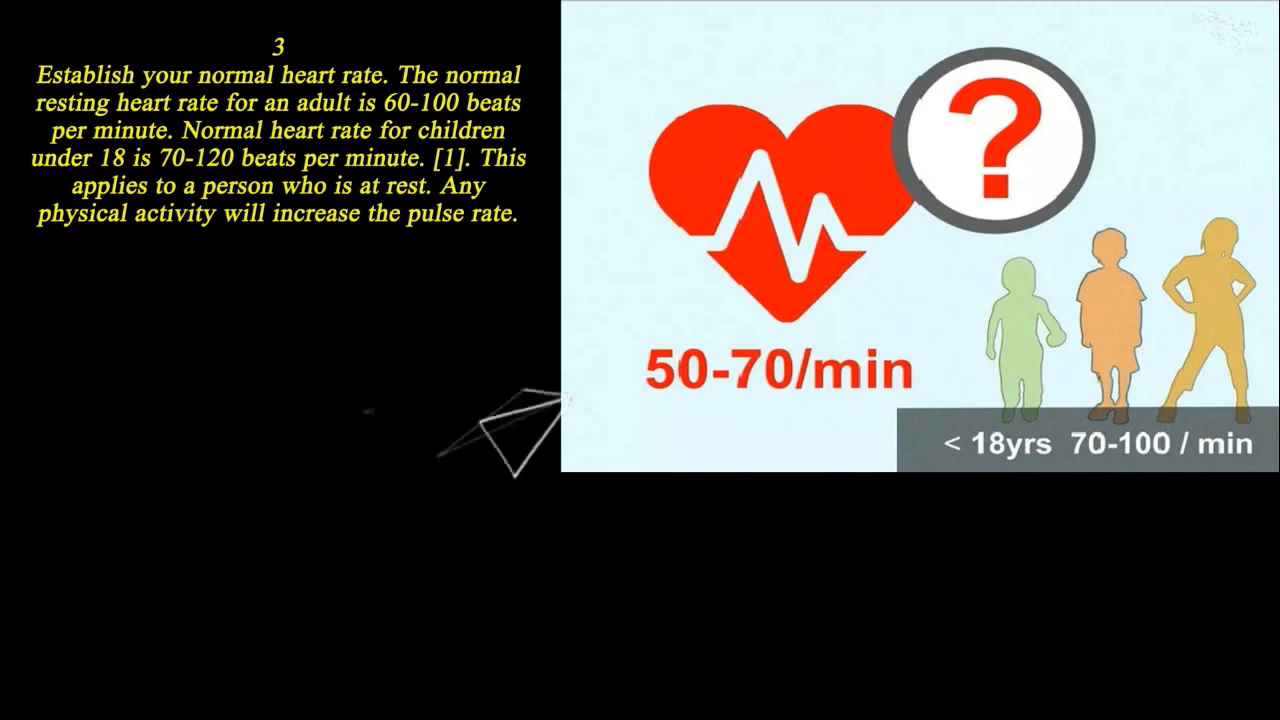 3
Establish your normal heart rate. The normal
resting heart rate for an adult is 60-100 beats
per minute. Normal heart rate for children
under 18 is 70-120 beats per minute. [1]. This
applies to a person who is at rest. Any
physical activity will increase the pulse rate.
?
50-70/min
< 18yrs 70-100 / min